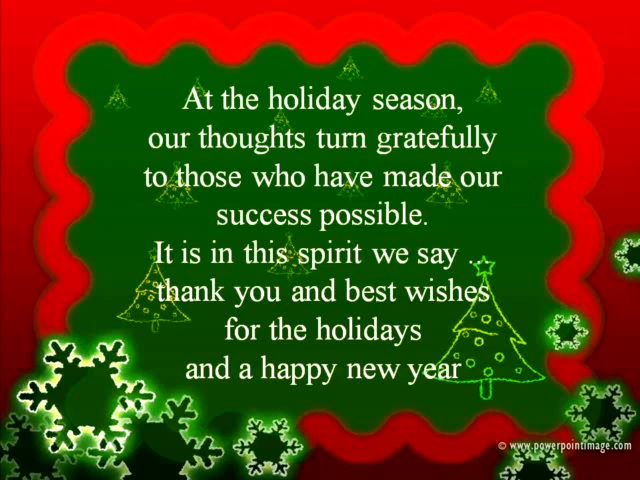 At the holiday season,
our thoughts turn gratefully
to those who have made our
success possible.
It is in this spirit we say ...
thank you and best wishes
for the holidays
and a happy new year
© www.powerpointimage.com